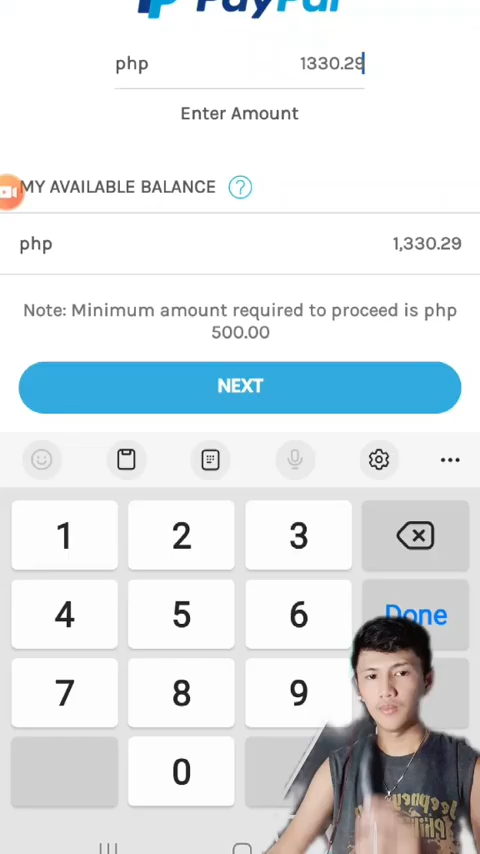 PayPal
php 1330.29
Enter Amount
MY AVAILABLE BALANCE ?
php 1,330.29
Note: Minimum amount required to proceed is php
500.00
NEXT
1 2 3
4 5 6 Done
7 8 9
0